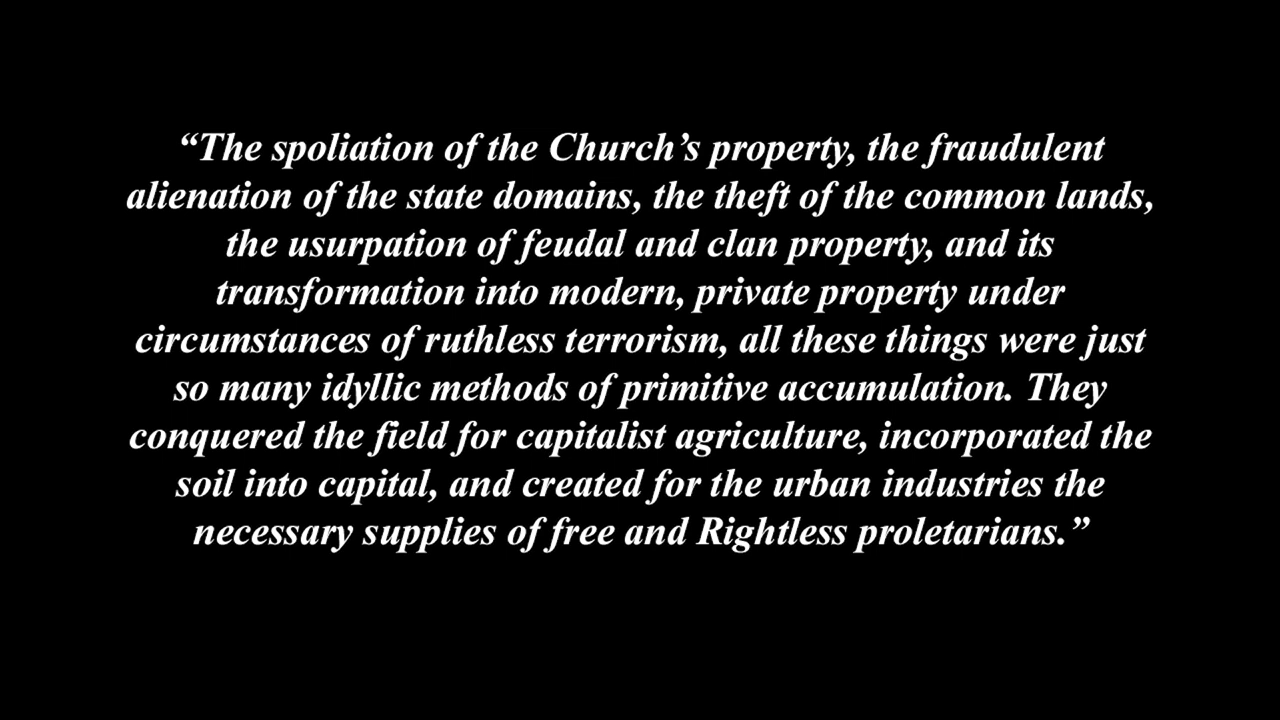 “The spoliation of the Church’s property, the fraudulent
alienation of the state domains, the theft of the common lands,
the usurpation of feudal and clan property, and its
transformation into modern, private property under
circumstances of ruthless terrorism, all these things were just
so many idyllic methods of primitive accumulation. They
conquered the field for capitalist agriculture, incorporated the
soil into capital, and created for the urban industries the
necessary supplies of free and Rightless proletarians.”